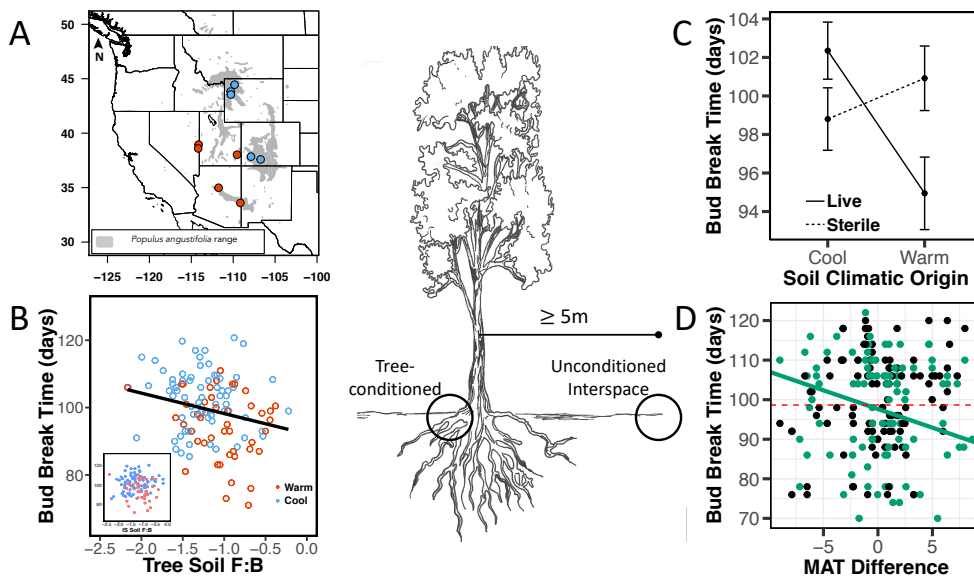 A
50
45
40
35
30
N
Populus angustifolia range
−125
−120
−115
−110
−105
−100
B
Bud Break Time (days)
120
100
80
Warm
Cool
IS Soil F:B
−2.5
−2.0
−1.5
−1.0
−0.5
0.0
Tree Soil F:B
≥ 5m
Tree-
conditioned
Unconditioned
Interspace
C
Bud Break Time (days)
104
102
100
98
96
94
Live
Sterile
Cool
Warm
Soil Climatic Origin
D
Bud Break Time (days)
120
110
100
90
80
70
−5
0
5
MAT Difference